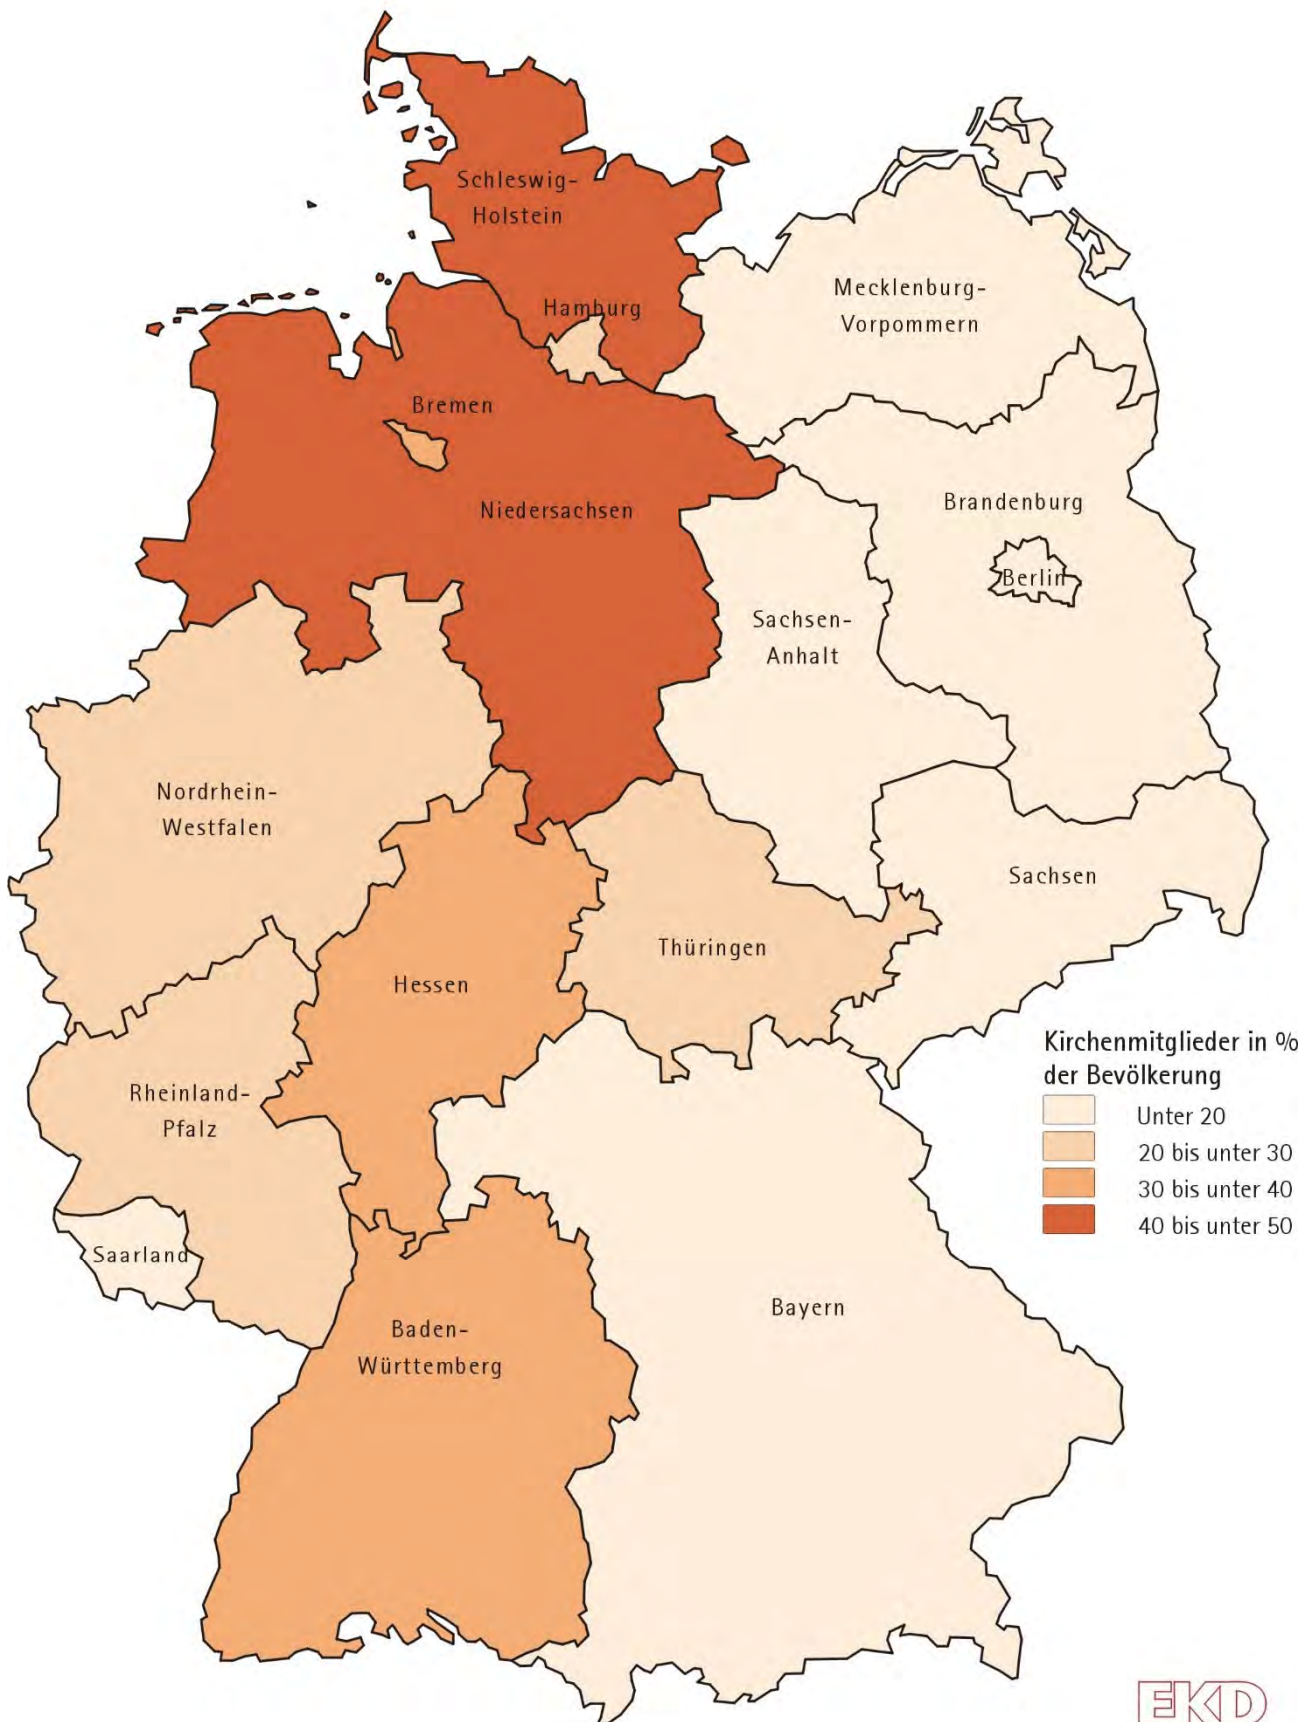 Schleswig-
Holstein
Hamburg
Mecklenburg-
Vorpommern
Bremen
Niedersachsen
Brandenburg
Berlin
Sachsen-
Anhalt
Nordrhein-
Westfalen
Sachsen
Thüringen
Hessen
Rheinland-
Pfalz
Saarland
Baden-
Württemberg
Bayern
Kirchenmitglieder in %
der Bevölkerung
Unter 20
20 bis unter 30
30 bis unter 40
40 bis unter 50
EKD